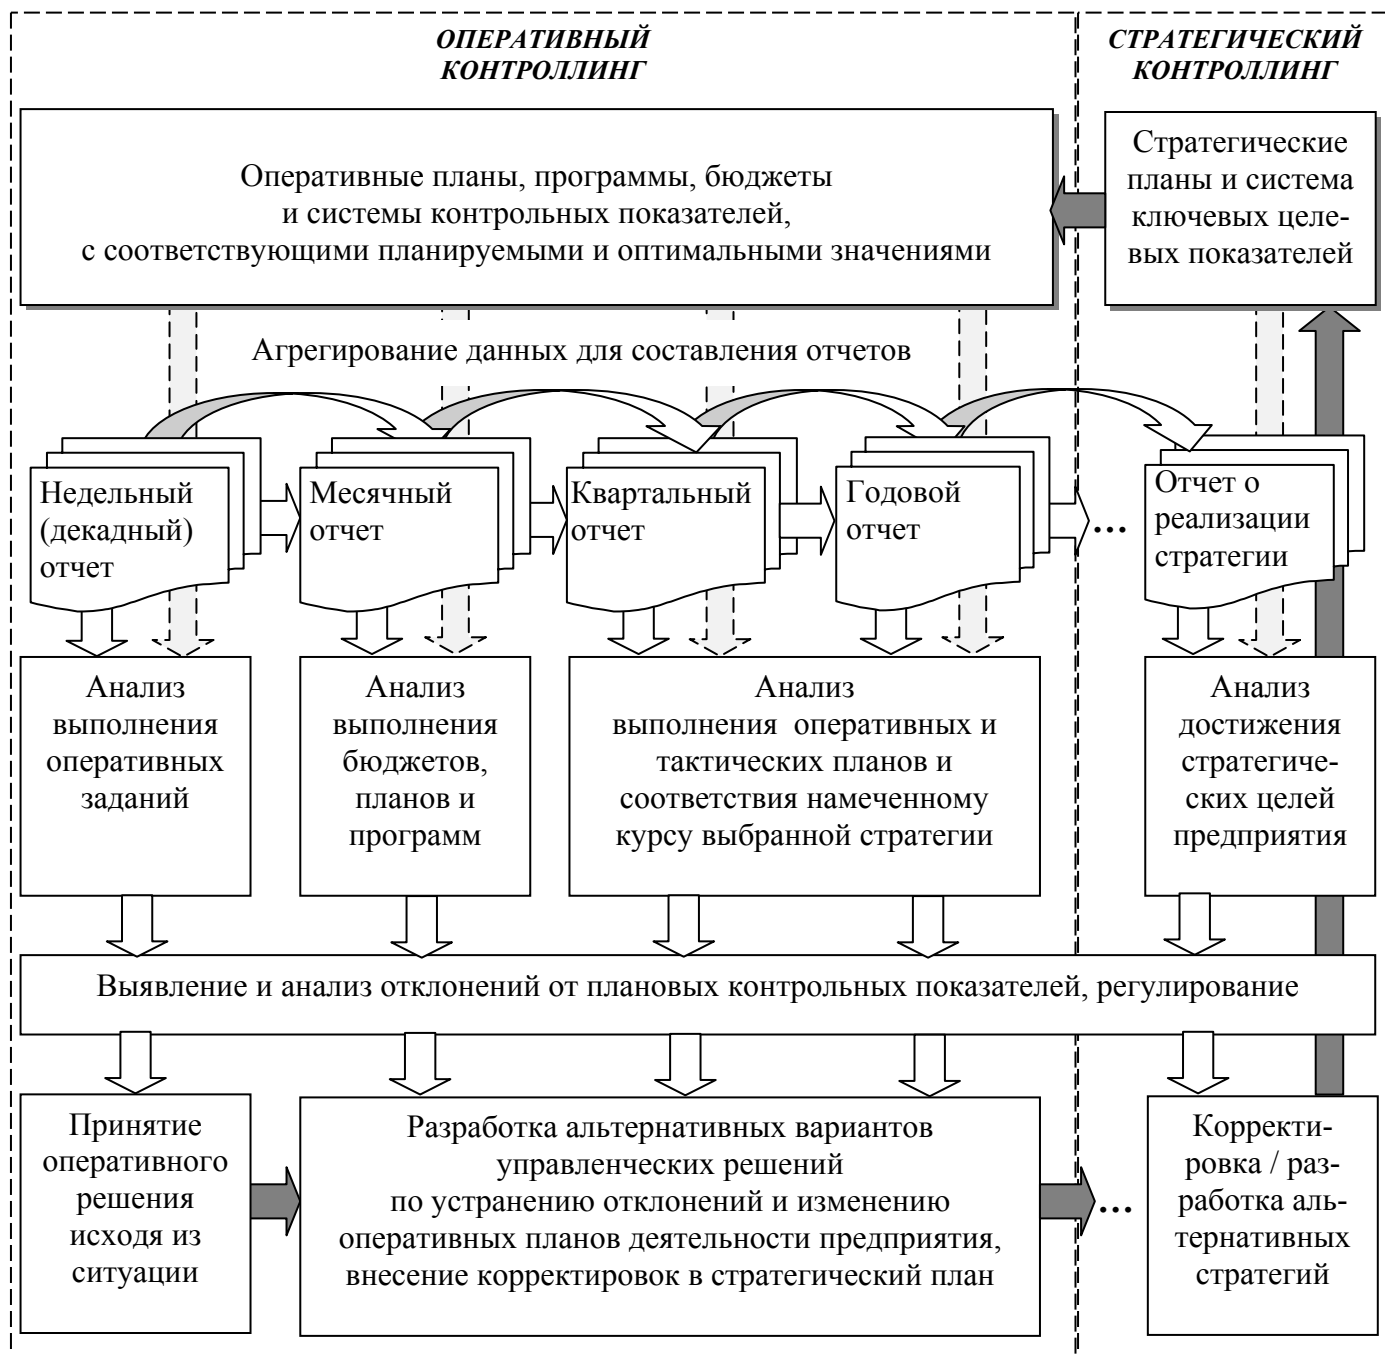 ОПЕРАТИВНЫЙ
КОНТРОЛЛИНГ
СТРАТЕГИЧЕСКИЙ
КОНТРОЛЛИНГ
Оперативные планы, программы, бюджеты
и системы контрольных показателей,
с соответствующими планируемыми и оптимальными значениями
Стратегические
планы и система
ключевых целе-
вых показателей
Агрегирование данных для составления отчетов
Недельный
(декадный)
отчет
Месячный
отчет
Квартальный
отчет
Годовой
отчет
...
Отчет о
реализации
стратегии
Анализ
выполнения
оперативных
заданий
Анализ
выполнения
бюджетов,
планов и
программ
Анализ
выполнения оперативных и
тактических планов и
соответствия намеченному
курсу выбранной стратегии
Анализ
достижения
стратегиче-
ских целей
предприятия
Выявление и анализ отклонений от плановых контрольных показателей, регулирование
Принятие
оперативного
решения
исходя из
ситуации
Разработка альтернативных вариантов
управленческих решений
по устранению отклонений и изменению
оперативных планов деятельности предприятия,
внесение корректировок в стратегический план
...
Корректи-
ровка / раз-
работка аль-
тернативных
стратегий